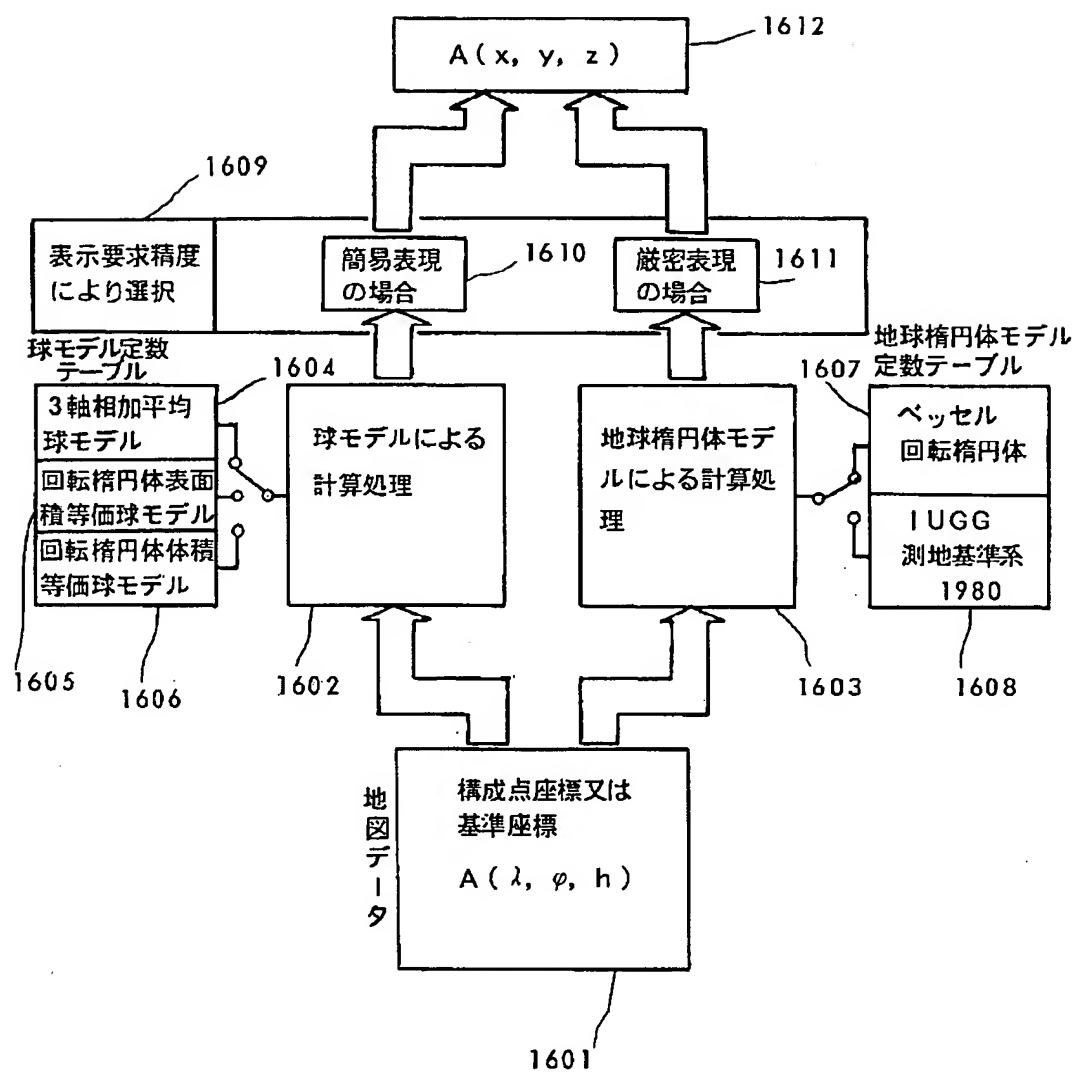 1612
A(x, y, z)
1609
表示要求精度
により選択
簡易表現
の場合
1610
厳密表現
の場合
1611
球モデル定数
テーブル
1604
3軸相加平均
球モデル
回転楕円体表面
積等価球モデル
回転楕円体体積
等価球モデル
1605
1606
球モデルによる
計算処理
1602
地球楕円体モ
デルによる計算処
理
1603
地球楕円体モデル
定数テーブル
1607
ベッセル
回転楕円体
IUGG
測地基準系
1980
1608
地図データ
構成点座標又は
基準座標
A(λ, φ, h)
1601